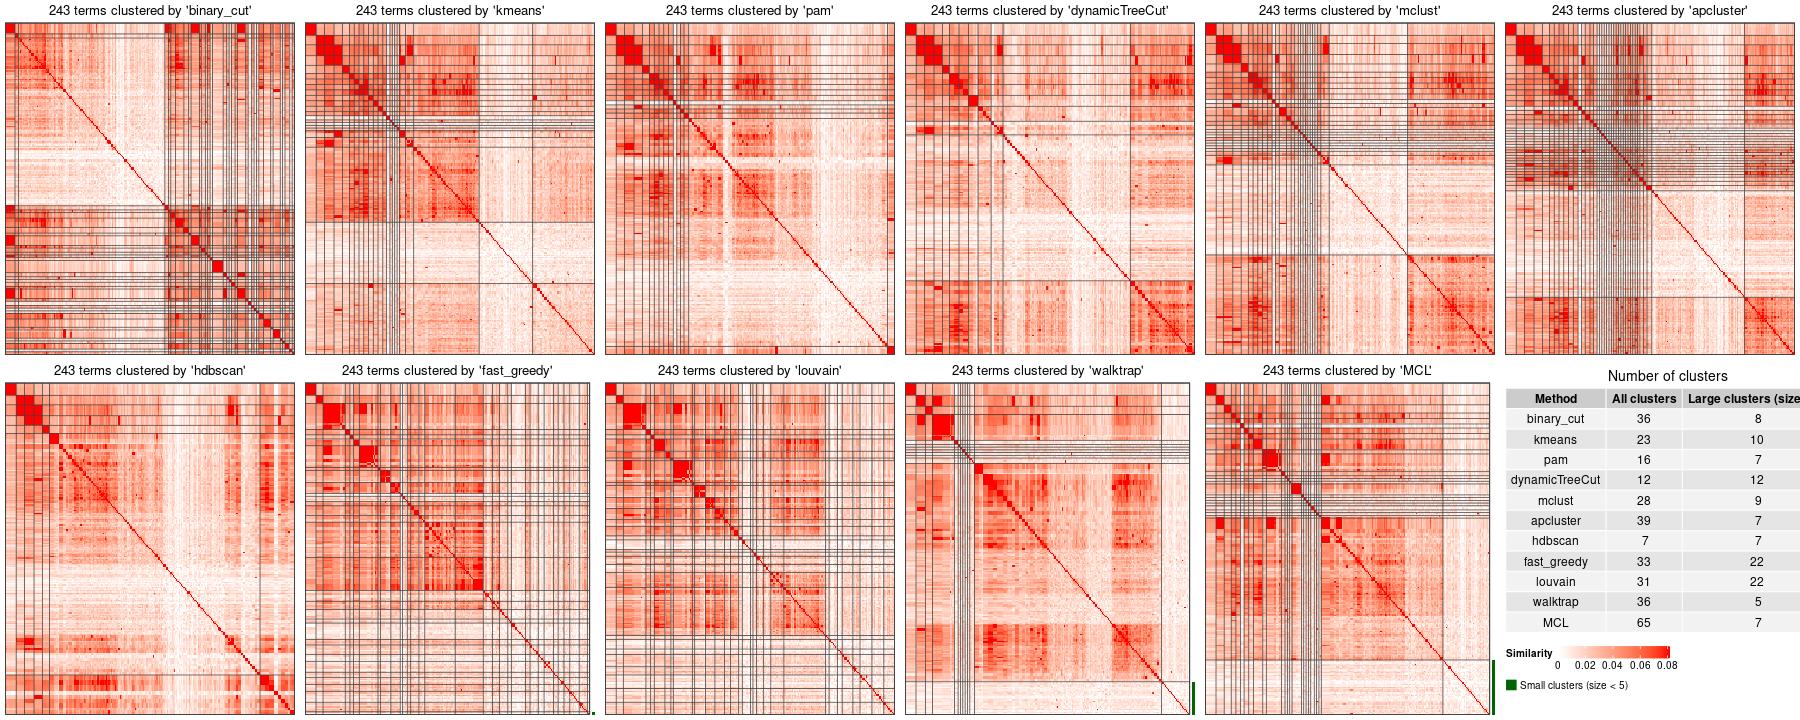 243 terms clustered by 'binary_cut'
243 terms clustered by 'kmeans'
243 terms clustered by 'pam'
243 terms clustered by 'dynamicTreeCut'
243 terms clustered by 'mclust'
243 terms clustered by 'apcluster'
243 terms clustered by 'hdbscan'
243 terms clustered by 'fast_greedy'
243 terms clustered by 'louvain'
243 terms clustered by 'walktrap'
243 terms clustered by 'MCL'
Number of clusters
Method All clusters Large clusters (size
binary_cut 36 8
kmeans 23 10
pam 16 7
dynamicTreeCut 12 12
mclust 28 9
apcluster 39 7
hdbscan 7 7
fast_greedy 33 22
louvain 31 22
walktrap 36 5
MCL 65 7
Similarity
0 0.02 0.04 0.06 0.08
Small clusters (size < 5)